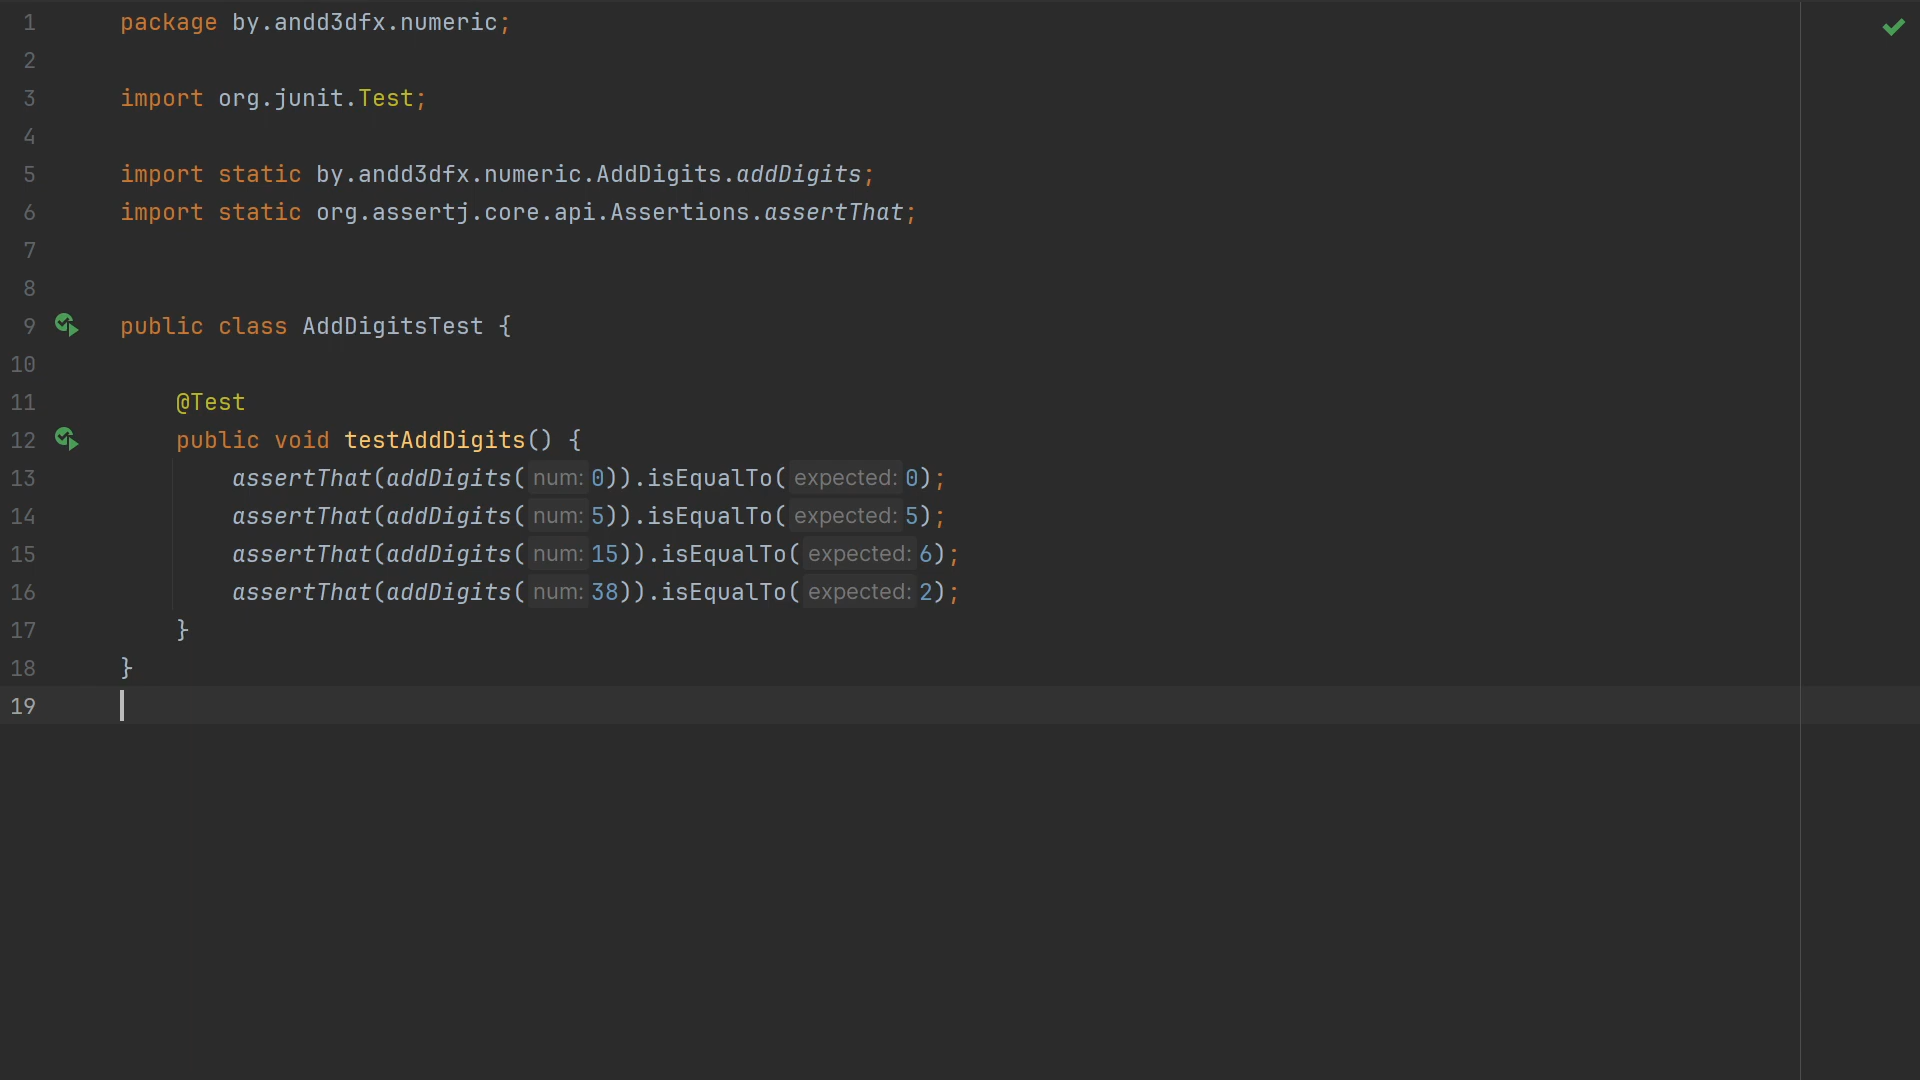 1 package by.andd3dfx.numeric;
2
3 import org.junit.Test;
4
5 import static by.andd3dfx.numeric.AddDigits.addDigits;
6 import static org.assertj.core.api.Assertions.assertThat;
7
8
9 public class AddDigitsTest {
10
11 @Test
12 public void testAddDigits() {
13 assertThat(addDigits( num: 0)).isEqualTo( expected: 0);
14 assertThat(addDigits( num: 5)).isEqualTo( expected: 5);
15 assertThat(addDigits( num: 15)).isEqualTo( expected: 6);
16 assertThat(addDigits( num: 38)).isEqualTo( expected: 2);
17 }
18 }
19